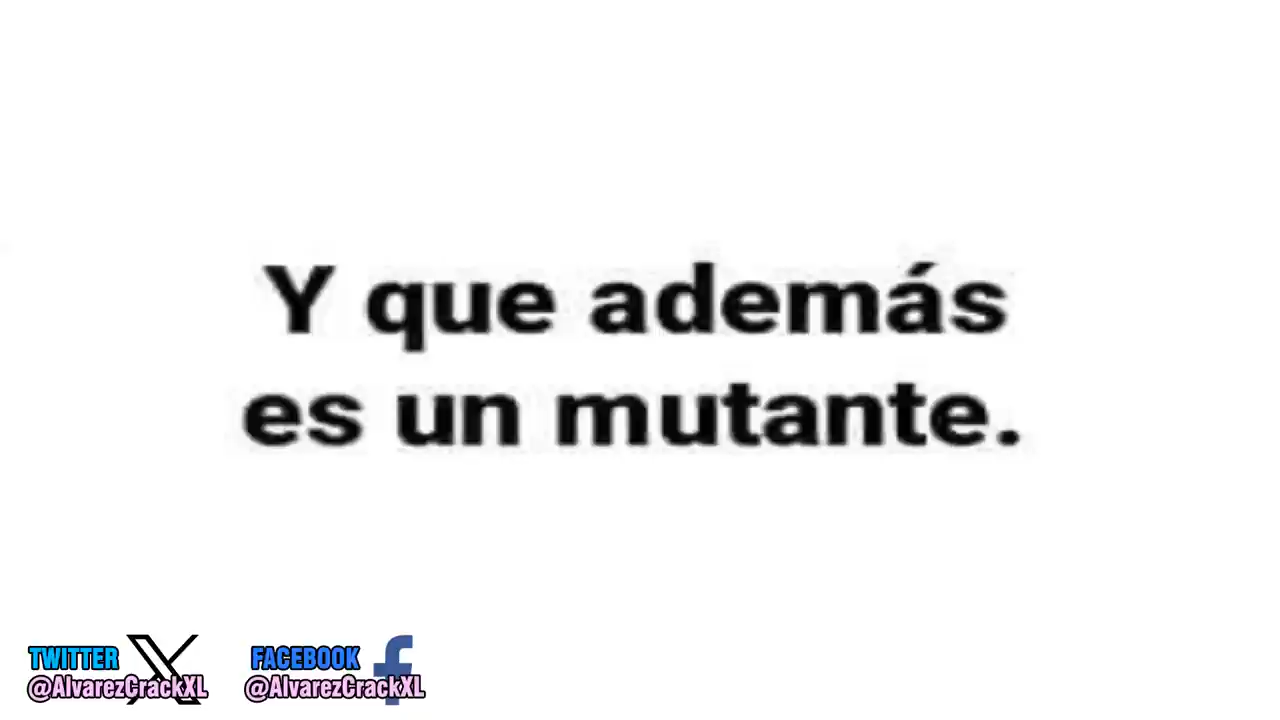 Y que además
es un mutante.
TWITTER
@AlvarezCrackXL
FACEBOOK
@AlvarezCrackXL